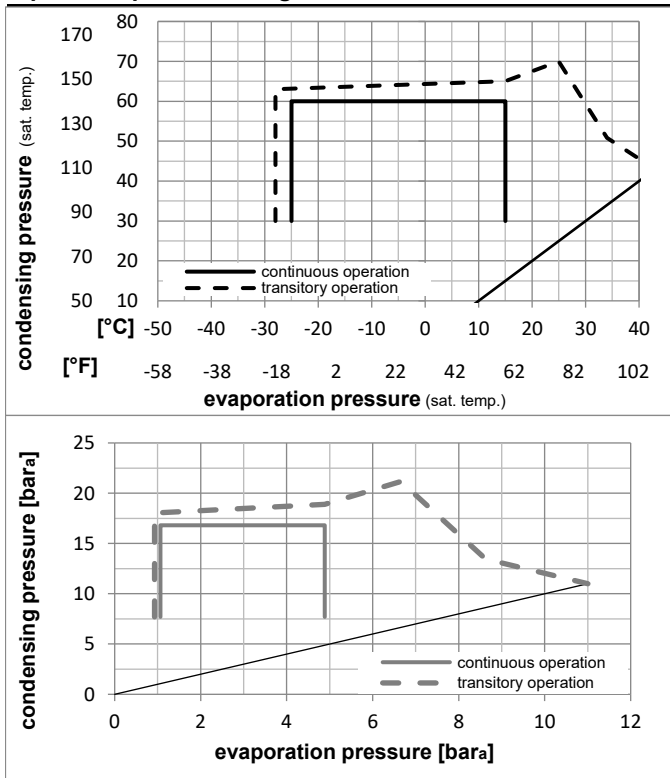 condensing pressure (sat. temp.)
170 80
150 70
130 60
110 50
90 40
70 30
50 20
10
continuous operation
transitory operation
[°C] -50 -40 -30 -20 -10 0 10 20 30 40
[°F] -58 -38 -18 2 22 42 62 82 102
evaporation pressure (sat. temp.)
condensing pressure [bara]
25
20
15
10
5
0
continuous operation
transitory operation
0 2 4 6 8 10 12
evaporation pressure [bara]